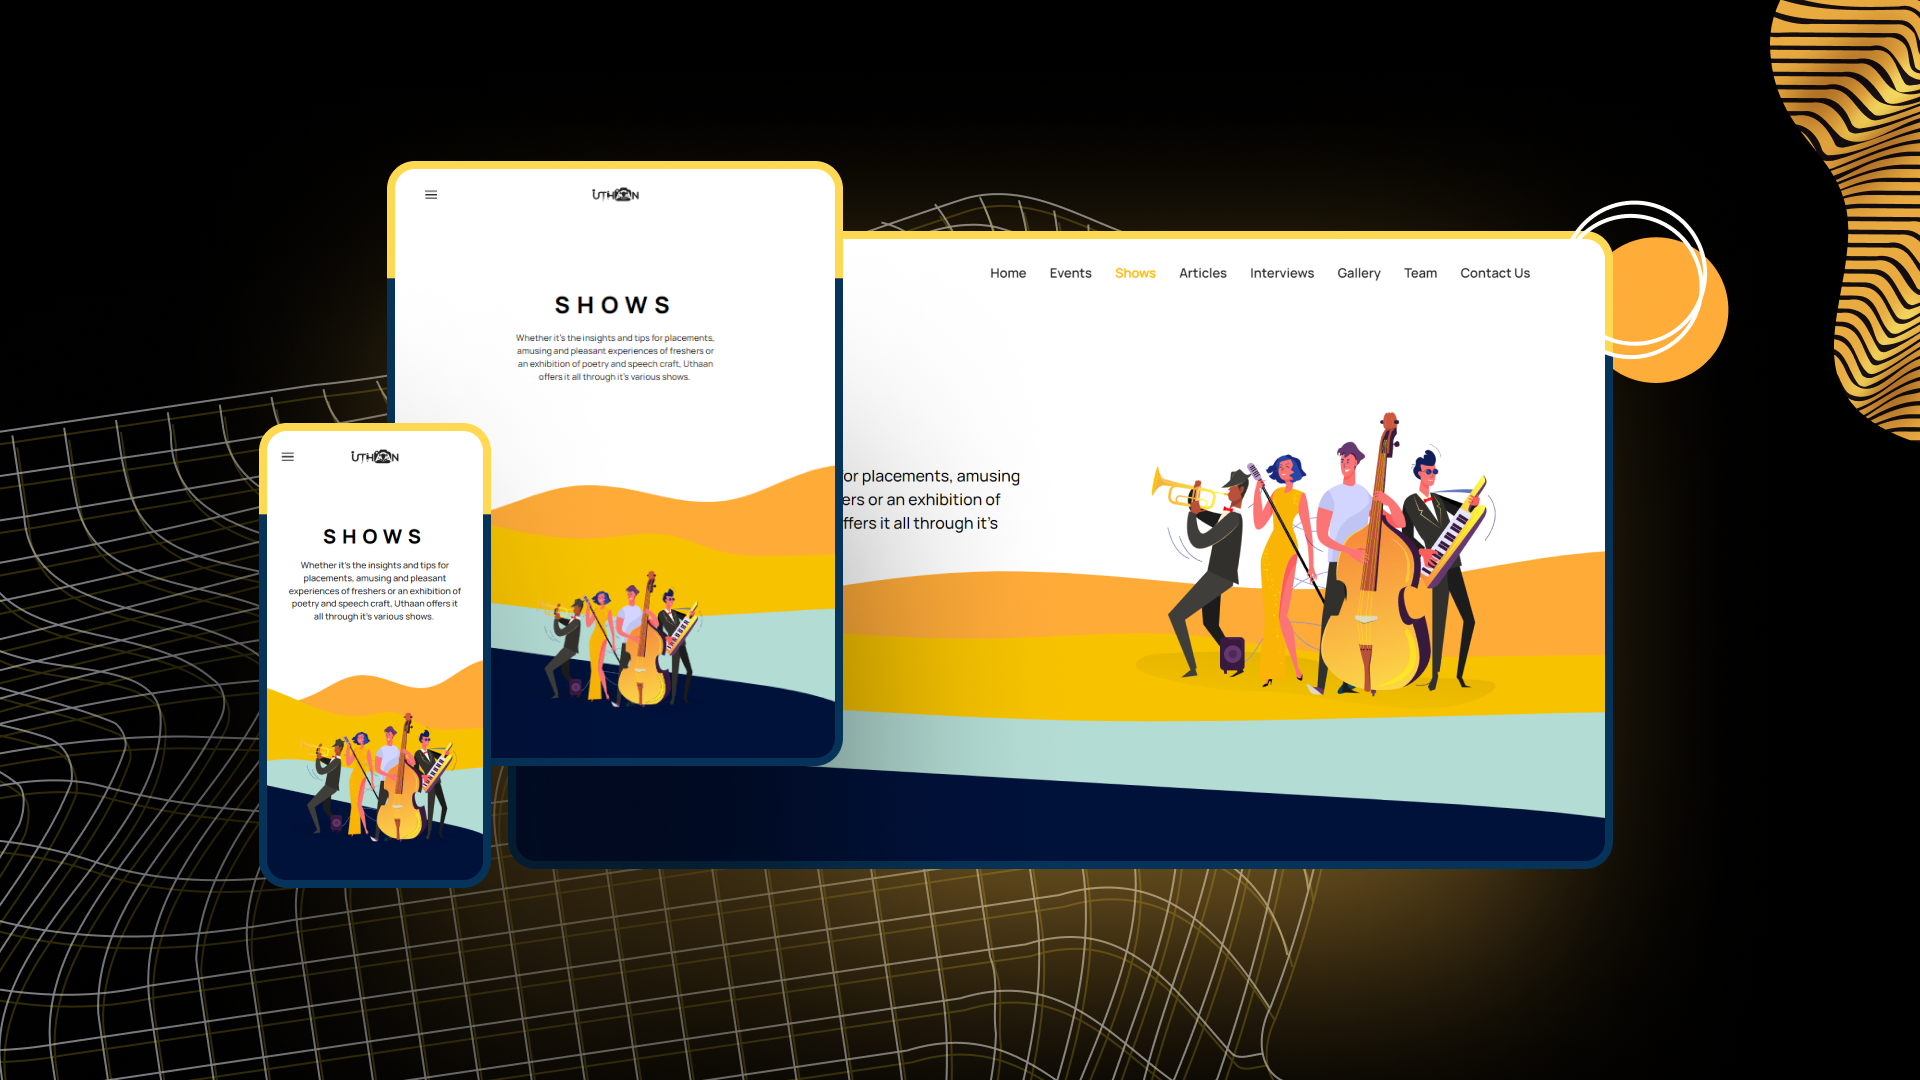 UTHAAN
SHOWS
Whether it's the insights and tips for placements,
amusing and pleasant experiences of freshers or
an exhibition of poetry and speech craft, Uthaan
offers it all through it's various shows.
Home Events Shows Articles Interviews Gallery Team Contact Us
or placements, amusing
ers or an exhibition of
ffers it all through it's
UTHAAN
SHOWS
Whether it's the insights and tips for
placements, amusing and pleasant
experiences of freshers or an exhibition of
poetry and speech craft, Uthaan offers it
all through it's various shows.